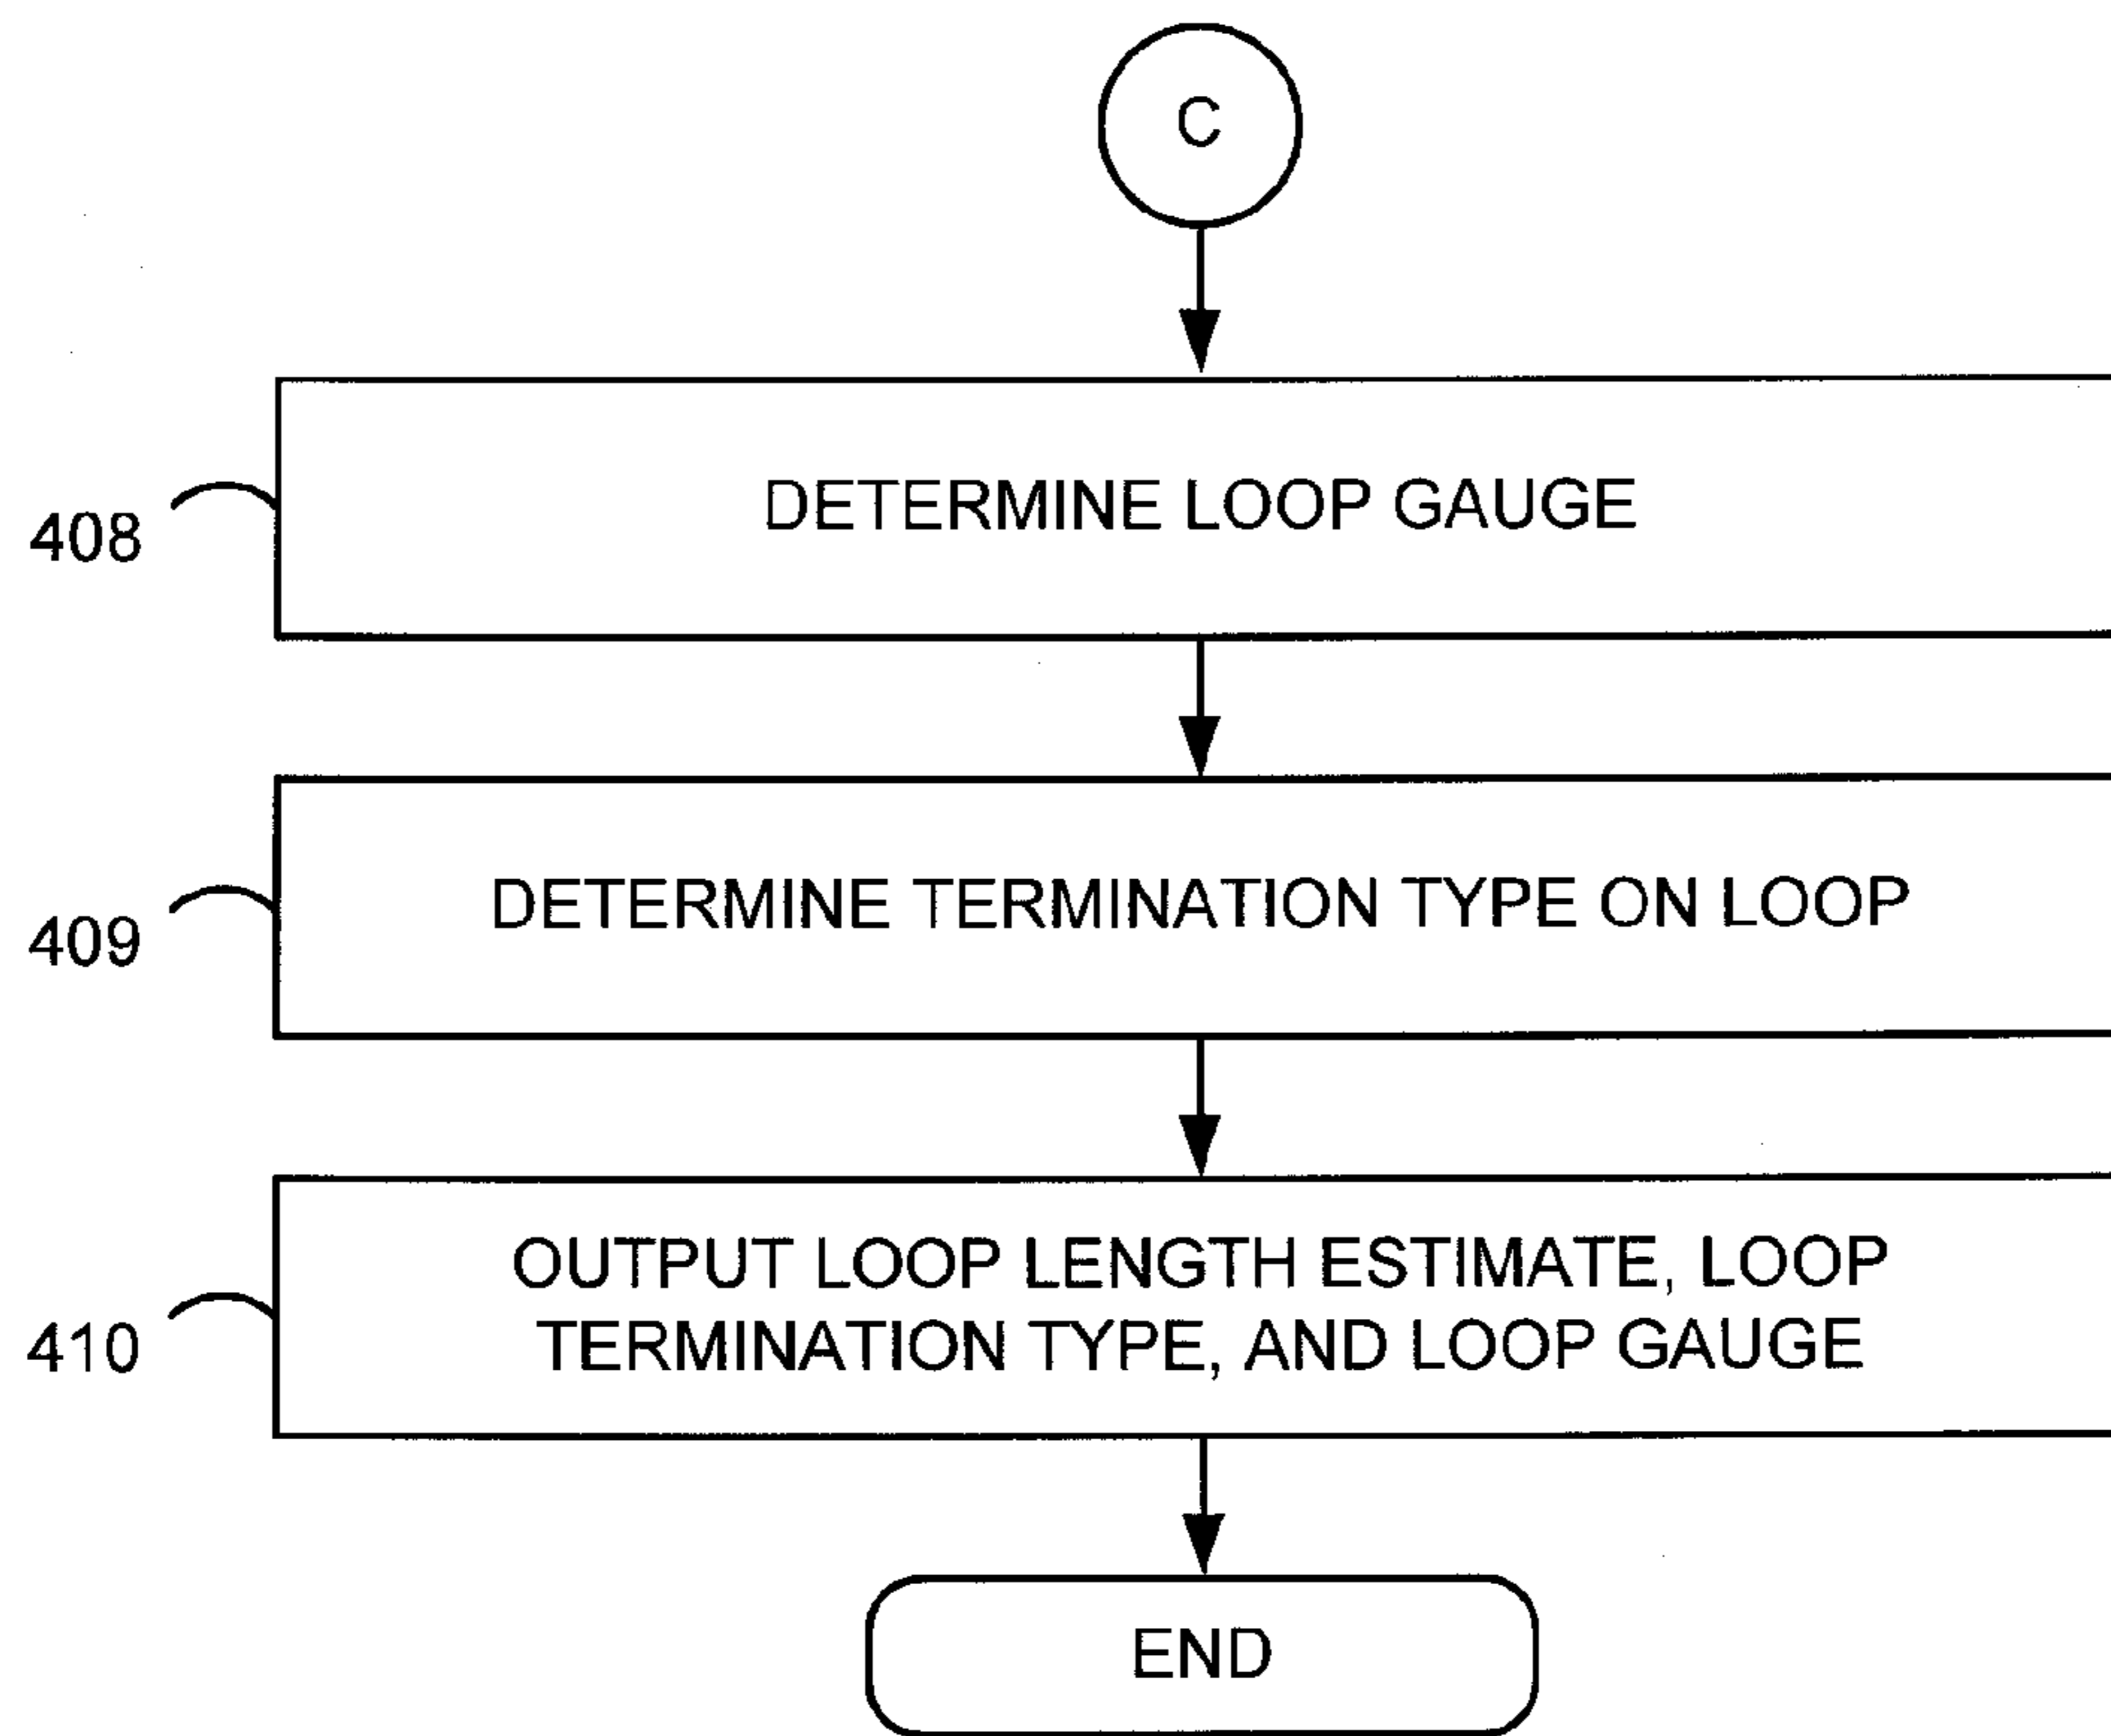 C
DETERMINE LOOP GAUGE
408
DETERMINE TERMINATION TYPE ON LOOP
409
OUTPUT LOOP LENGTH ESTIMATE, LOOP
TERMINATION TYPE, AND LOOP GAUGE
410
END